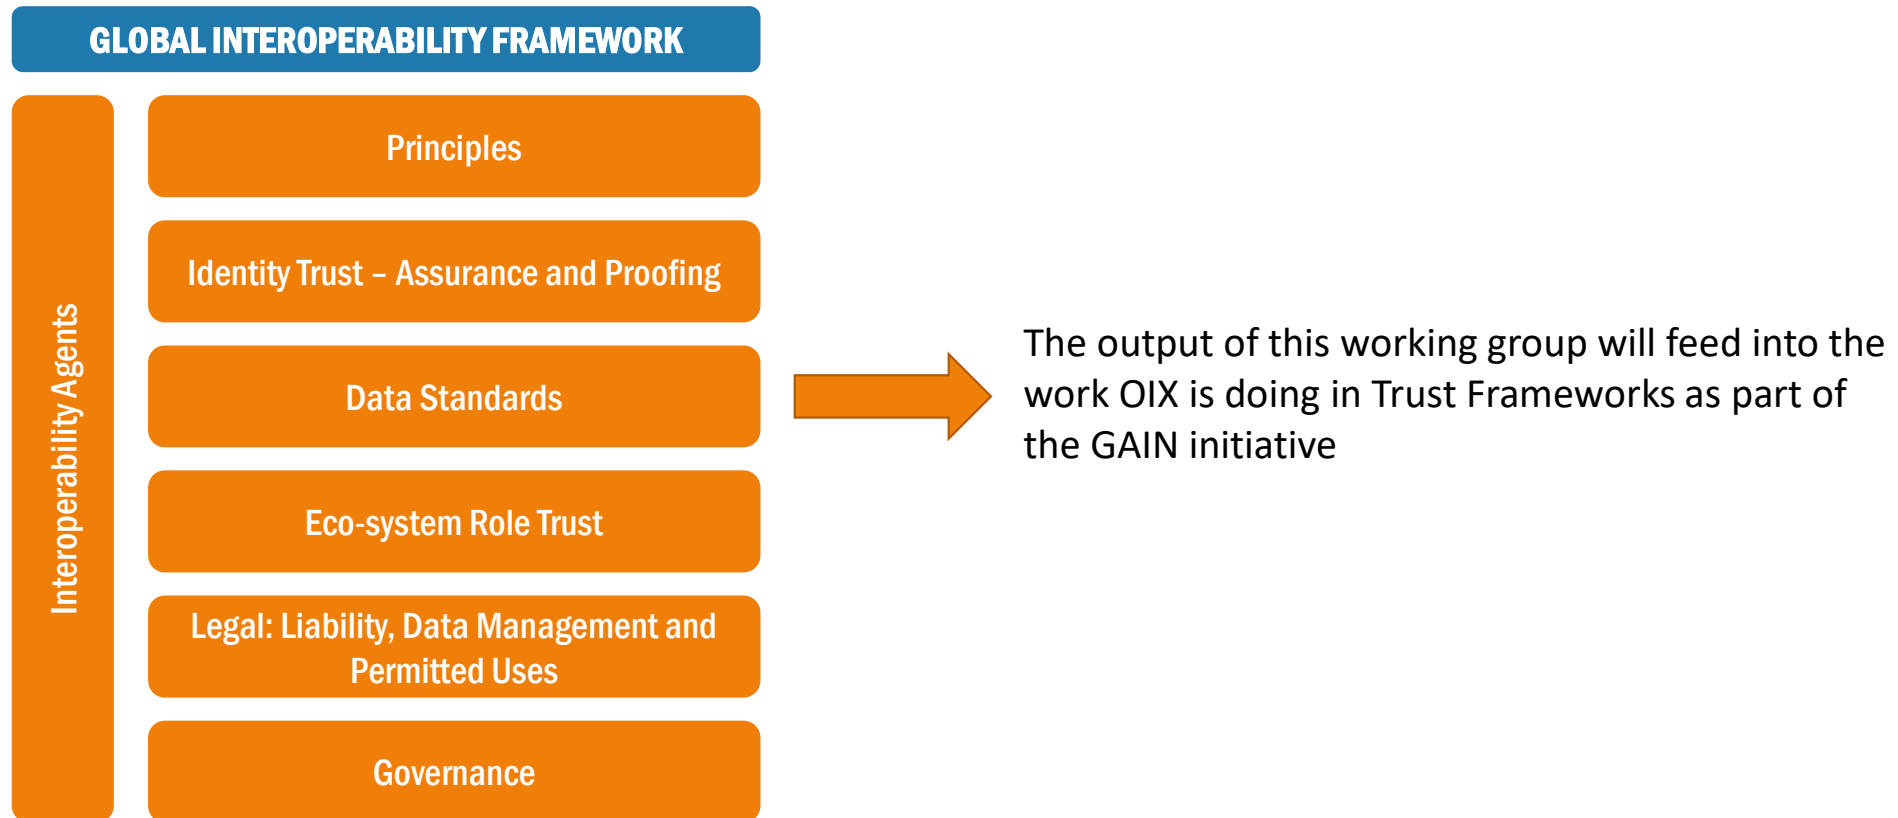 GLOBAL INTEROPERABILITY FRAMEWORK
Interoperability Agents
Principles
Identity Trust – Assurance and Proofing
Data Standards
Eco-system Role Trust
Legal: Liability, Data Management and
Permitted Uses
Governance
The output of this working group will feed into the
work OIX is doing in Trust Frameworks as part of
the GAIN initiative